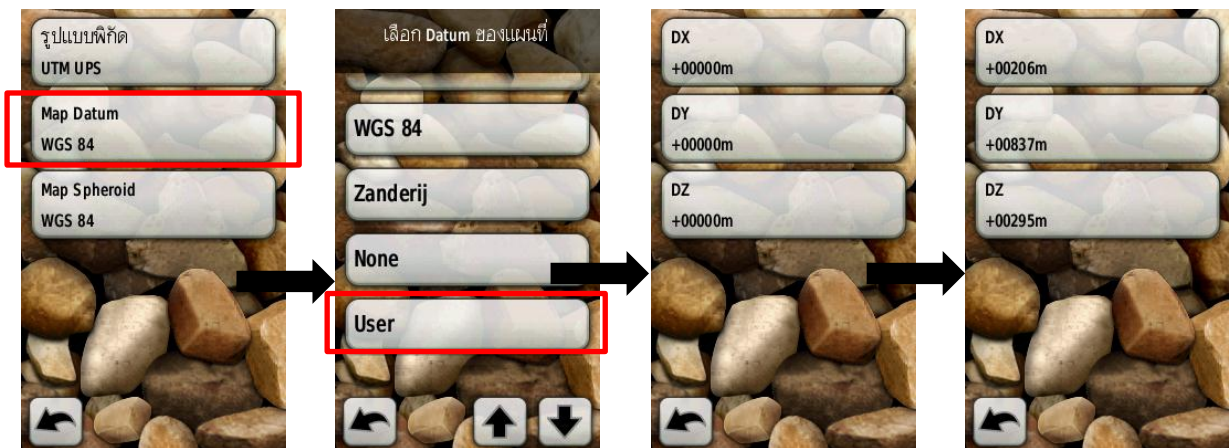 รูปแบบพิกัด
UTM UPS
Map Datum
WGS 84
Map Spheroid
WGS 84
เลือก Datum ของแผนที่
WGS 84
Zanderij
None
User
DX
+00000m
DY
+00000m
DZ
+00000m
DX
+00206m
DY
+00837m
DZ
+00295m